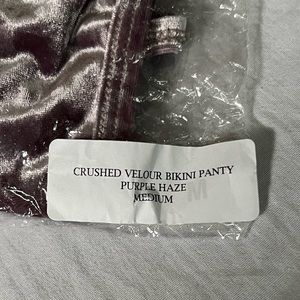 CRUSHED VELOUR BIKINI PANTY
PURPLE HAZE
MEDIUM
M